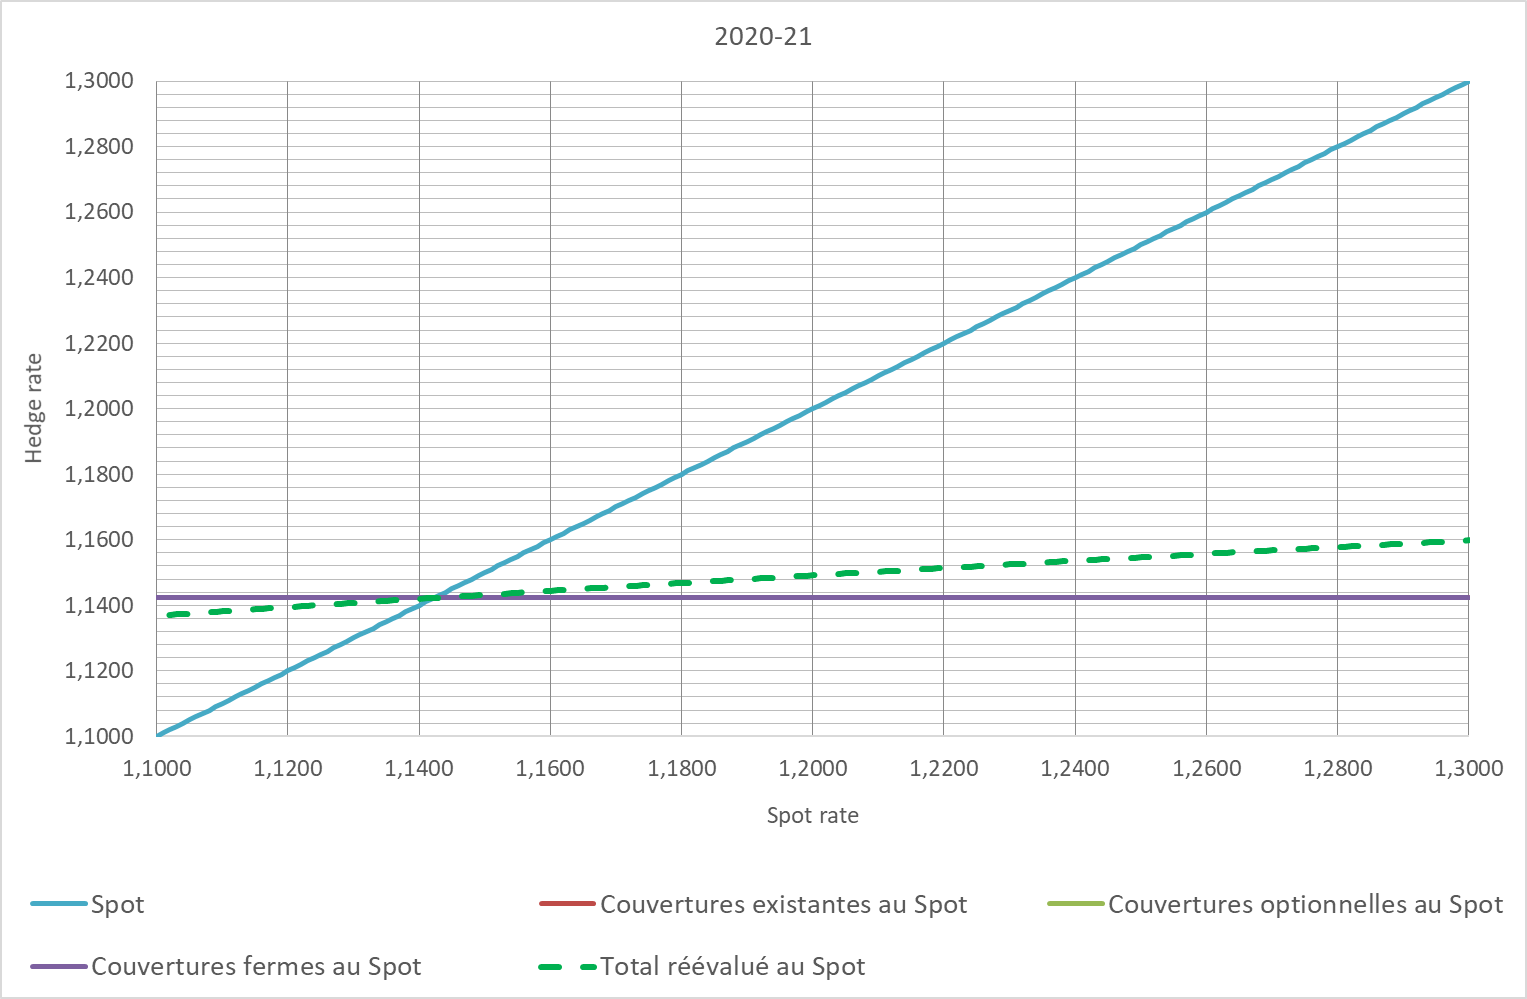 2020-21
1,3000
1,2800
1,2600
1,2400
1,2200
1,2000
1,1800
1,1600
1,1400
1,1200
1,1000
Hedge rate
1,1000 1,1200 1,1400 1,1600 1,1800 1,2000 1,2200 1,2400 1,2600 1,2800 1,3000
Spot rate
Spot Couvertures existantes au Spot Couvertures optionnelles au Spot
Couvertures fermes au Spot Total réévalué au Spot